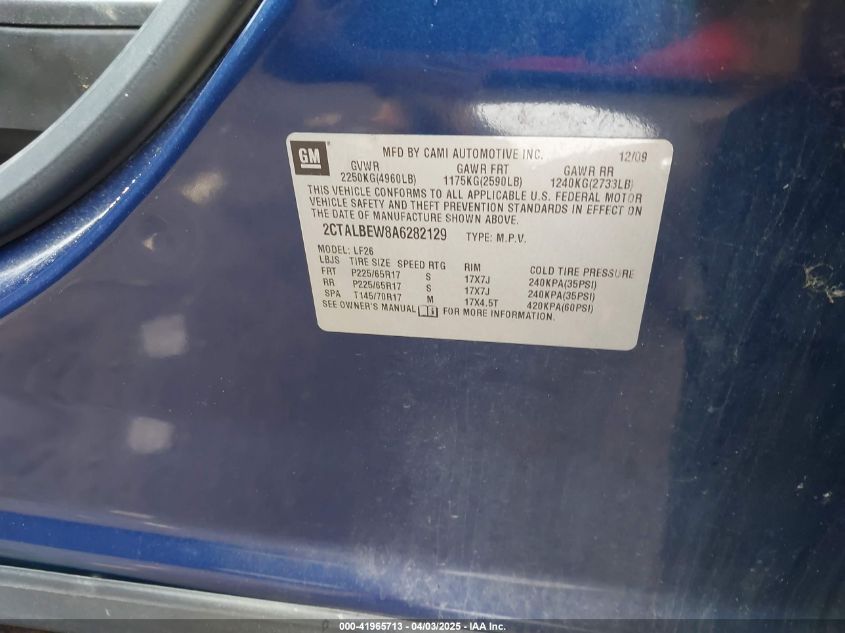 GM
MFD BY CAMI AUTOMOTIVE INC. 12/09
GVWR GAWR FRT GAWR RR
2250KG(4960LB) 1175KG(2590LB) 1240KG(2733LB)
THIS VEHICLE CONFORMS TO ALL APPLICABLE U.S. FEDERAL MOTOR
VEHICLE SAFETY AND THEFT PREVENTION STANDARDS IN EFFECT ON
THE DATE OF MANUFACTURE SHOWN ABOVE.
2CTALBEW8A6282129 TYPE: M.P.V.
MODEL: LF26
LBJS TIRE SIZE SPEED RTG RIM COLD TIRE PRESSURE
FRT P225/65R17 S 17X7J 240KPA(35PSI)
RR P225/65R17 S 17X7J 240KPA(35PSI)
SPA T145/70R17 M 17X4.5T 420KPA(60PSI)
SEE OWNER'S MANUAL FOR MORE INFORMATION.
000-41965713 - 04/03/2025 - IAA Inc.